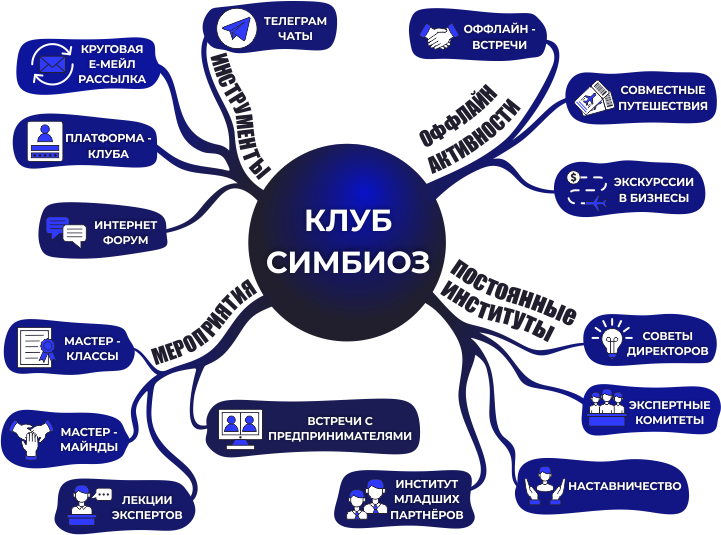 ТЕЛЕГРАМ
ЧАТЫ
КРУГОВАЯ
Е-МЕЙЛ
РАССЫЛКА
ПЛАТФОРМА -
КЛУБА
ИНТЕРНЕТ
ФОРУМ
ИНСТРУМЕНТЫ
ОФФЛАЙН -
ВСТРЕЧИ
СОВМЕСТНЫЕ
ПУТЕШЕСТВИЯ
ЭКСКУРССИИ
В БИЗНЕСЫ
ОФФЛАЙН
АКТИВНОСТИ
КЛУБ
СИМБИОЗ
МЕРОПРИЯТИЯ
МАСТЕР -
КЛАССЫ
МАСТЕР -
МАЙНДЫ
ЛЕКЦИИ
ЭКСПЕРТОВ
ВСТРЕЧИ С
ПРЕДПРИНИМАТЕЛЯМИ
ПОСТОЯННЫЕ
ИНСТИТУТЫ
СОВЕТЫ
ДИРЕКТОРОВ
ЭКСПЕРТНЫЕ
КОМИТЕТЫ
НАСТАВНИЧЕСТВО
ИНСТИТУТ
МЛАДШИХ
ПАРТНЁРОВ